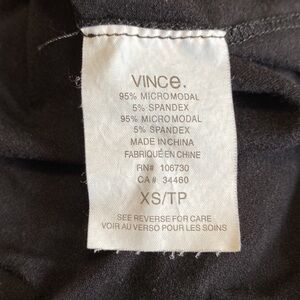 VINCe.
95% MICROMODAL
5% SPANDEX
95% MICROMODAL
5% SPANDEX
MADE IN CHINA
FABRIQUÉ EN CHINE
RN# 106730
CA# 34460
XS/TP
SEE REVERSE FOR CARE
VOIR AU VERSO POUR LES SOINS